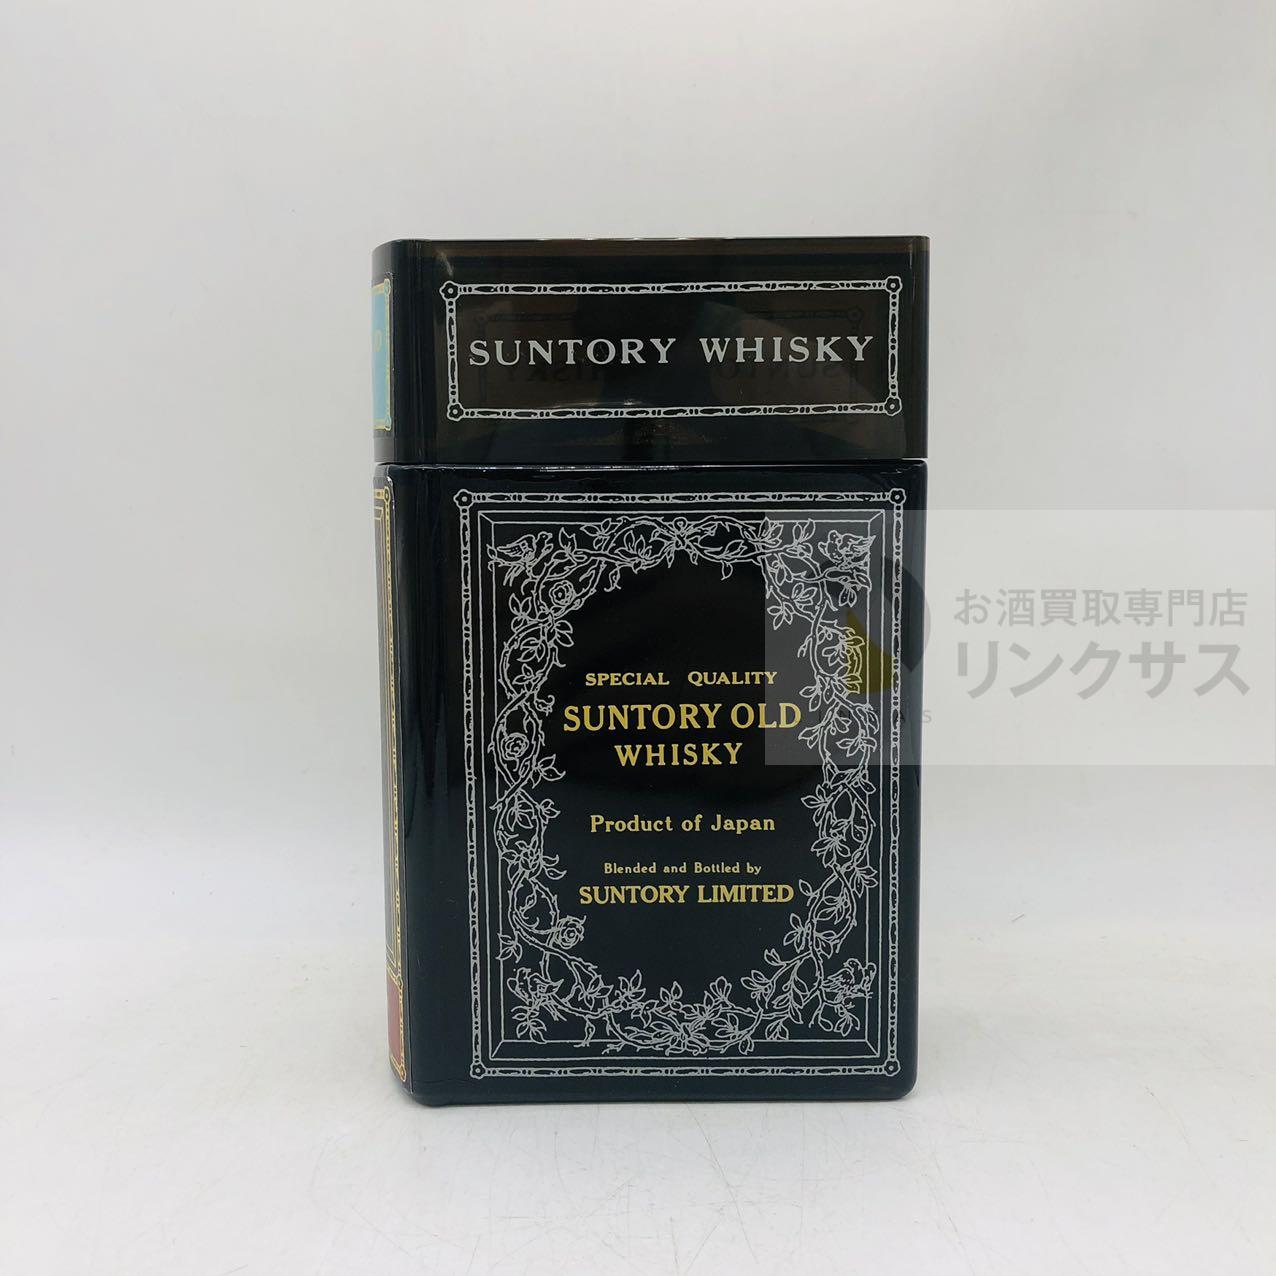 SUNTORY WHISKY
SPECIAL QUALITY
SUNTORY OLD
WHISKY
Product of Japan
Blended and Bottled by
SUNTORY LIMITED
お酒買取専門店
リンクサス